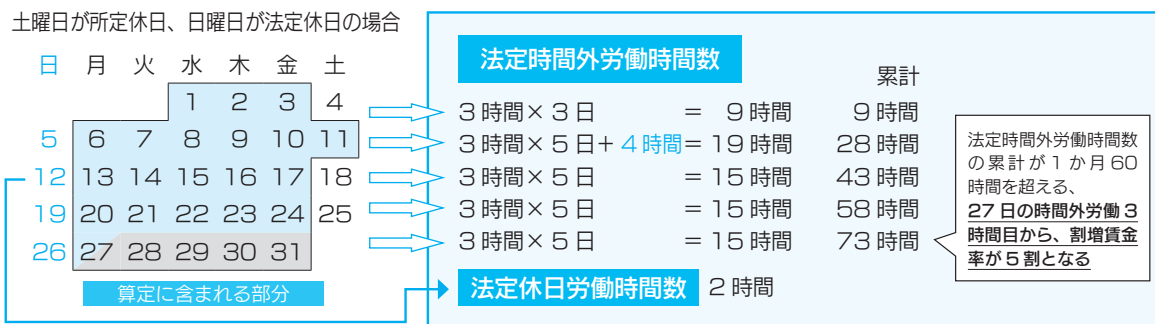 土曜日が所定休日、日曜日が法定休日の場合
日 月 火 水 木 金 土
1 2 3 4
5 6 7 8 9 10 11
12 13 14 15 16 17 18
19 20 21 22 23 24 25
26 27 28 29 30 31
算定に含まれる部分
法定時間外労働時間数
累計
3時間×3日 = 9時間 9時間
3時間×5日+4時間= 19時間 28時間
3時間×5日 = 15時間 43時間
3時間×5日 = 15時間 58時間
3時間×5日 = 15時間 73時間
法定休日労働時間数 2時間
法定時間外労働時間数
の累計が1か月60
時間を超える、
27日の時間外労働3
時間目から、割増賃金
率が5割となる